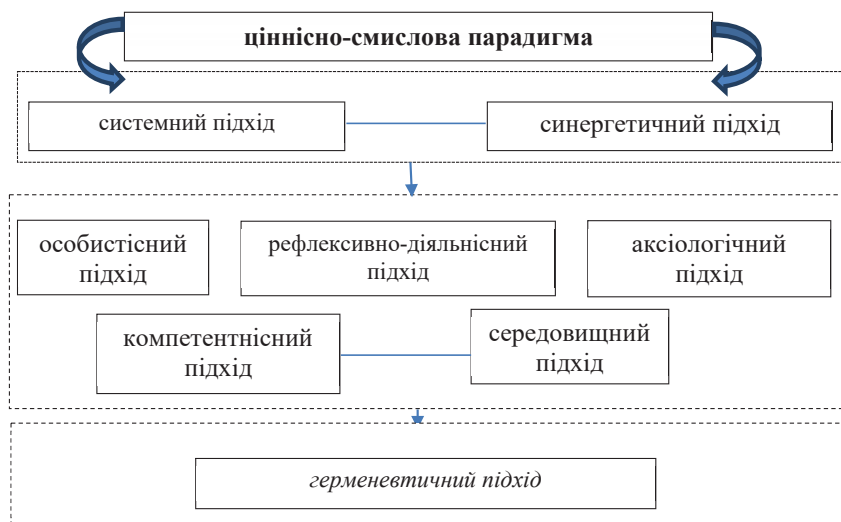 ціннісно-смислова парадигма
системний підхід
синергетичний підхід
особистісний
підхід
рефлексивно-діяльнісний
підхід
аксіологічний
підхід
компетентнісний
підхід
середовищний
підхід
герменевтичний підхід